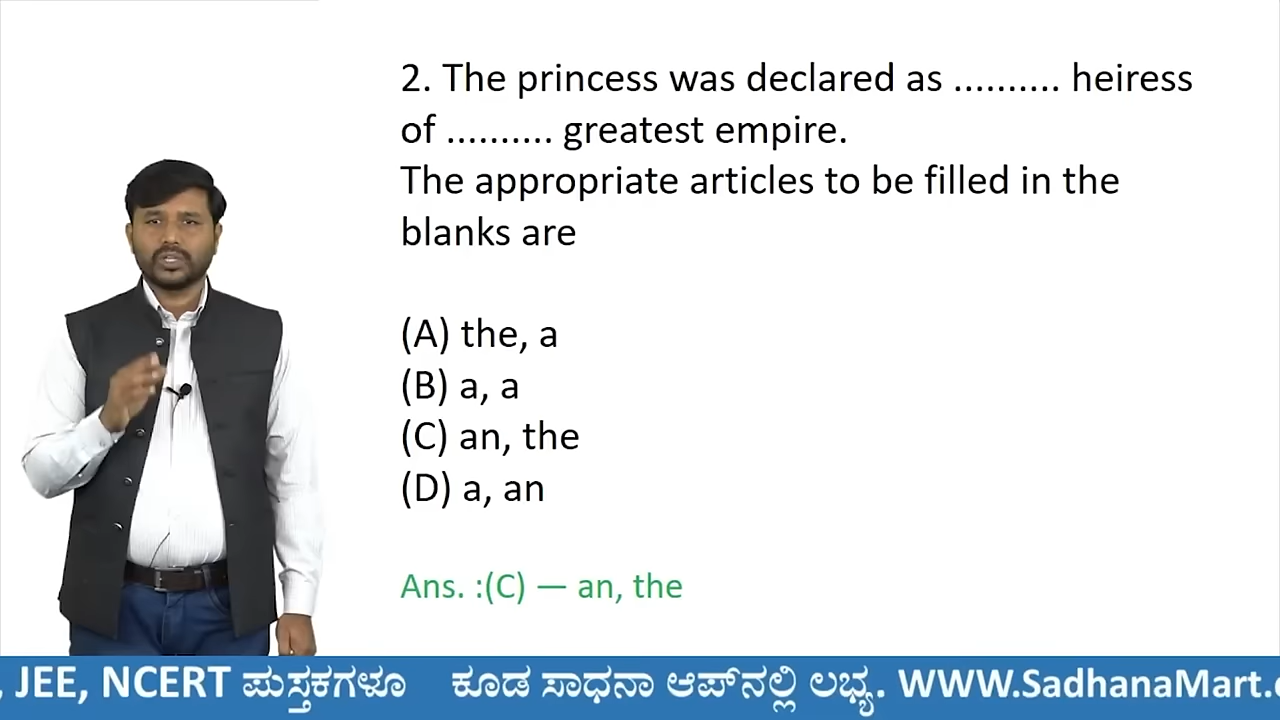 2. The princess was declared as .......... heiress
of .......... greatest empire.
The appropriate articles to be filled in the
blanks are
(A) the, a
(B) a, a
(C) an, the
(D) a, an
Ans. :(C) — an, the
, JEE, NCERT ಪುಸ್ತಕಗಳೂ ಕೂಡ ಸಾಧನಾ ಆಪ್‌ನಲ್ಲಿ ಲಭ್ಯ. WWW.SadhanaMart.